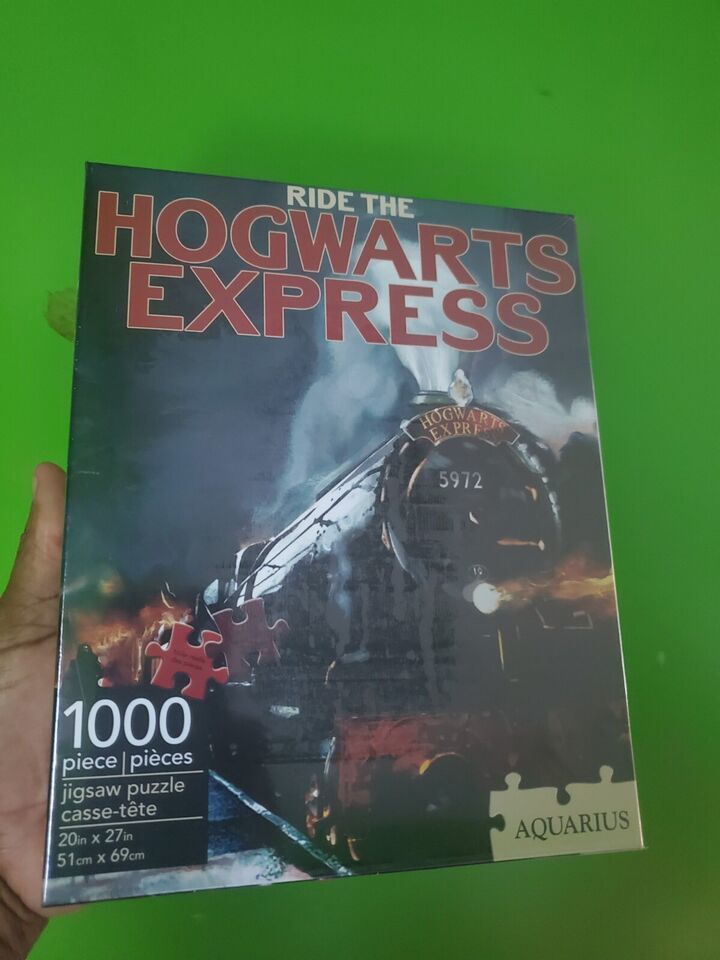 RIDE THE
HOGWARTS
EXPRESS
HOGWARTS
EXPRESS
5972
1000
piece | pièces
jigsaw puzzle
casse-tête
20in x 27in
51cm x 69cm
AQUARIUS